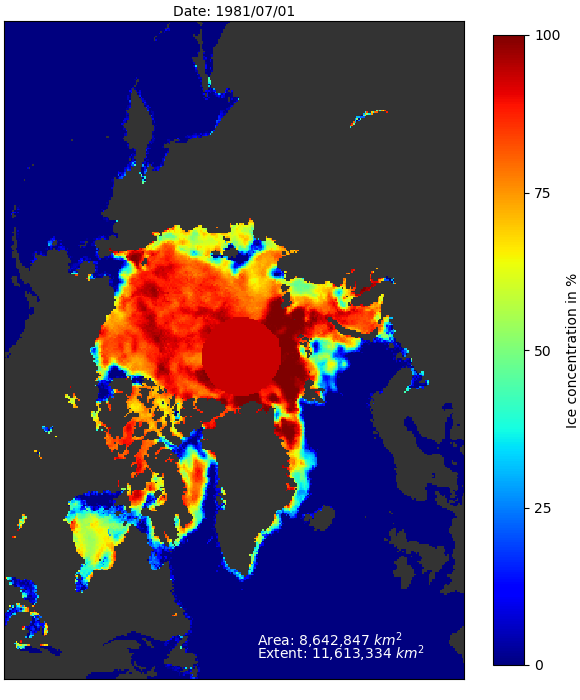 Date: 1981/07/01
100
75
50
25
0
Ice concentration in %
Area: 8,642,847 km²
Extent: 11,613,334 km²